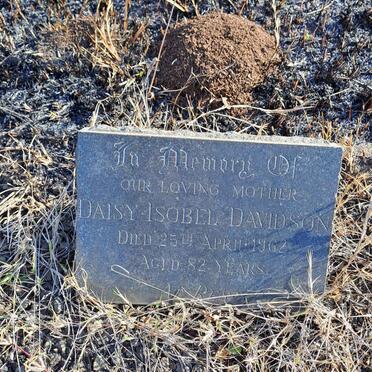 In Memory Of
OUR LOVING MOTHER
DAISY ISOBEL DAVIDSON
DIED 25TH APRIL 1962
AGED 82 YEARS